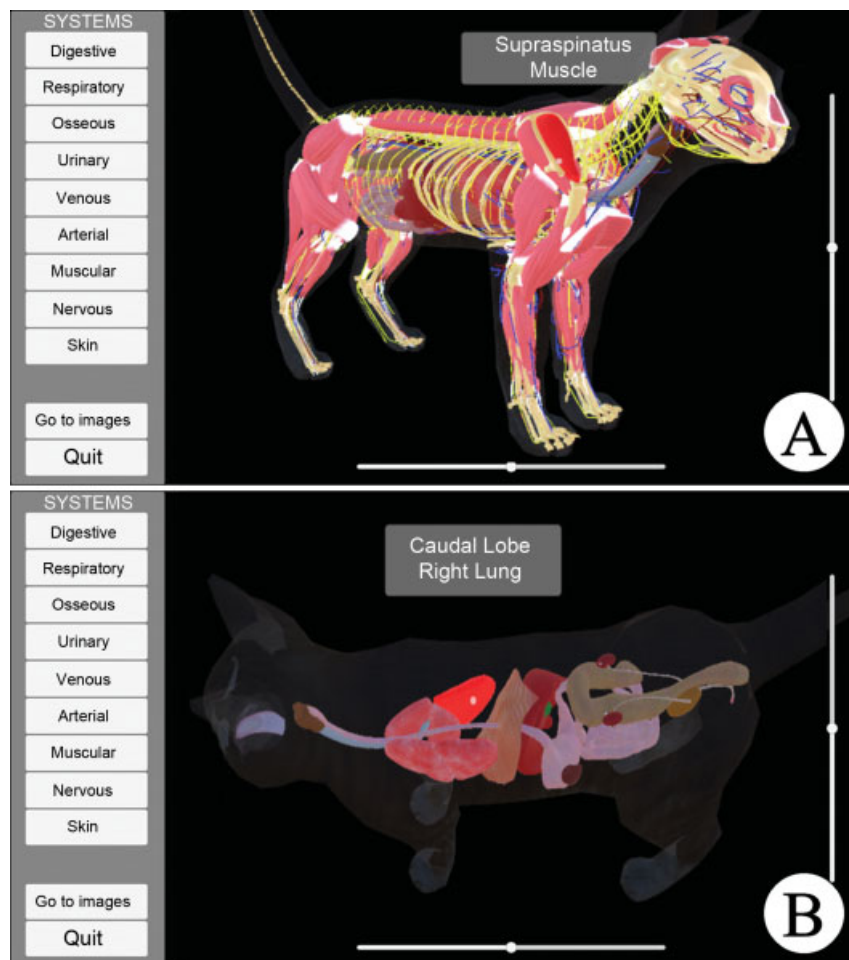 SYSTEMS
Digestive
Respiratory
Osseous
Urinary
Venous
Arterial
Muscular
Nervous
Skin
Go to images
Quit
Supraspinatus
Muscle
A
SYSTEMS
Digestive
Respiratory
Osseous
Urinary
Venous
Arterial
Muscular
Nervous
Skin
Go to images
Quit
Caudal Lobe
Right Lung
B